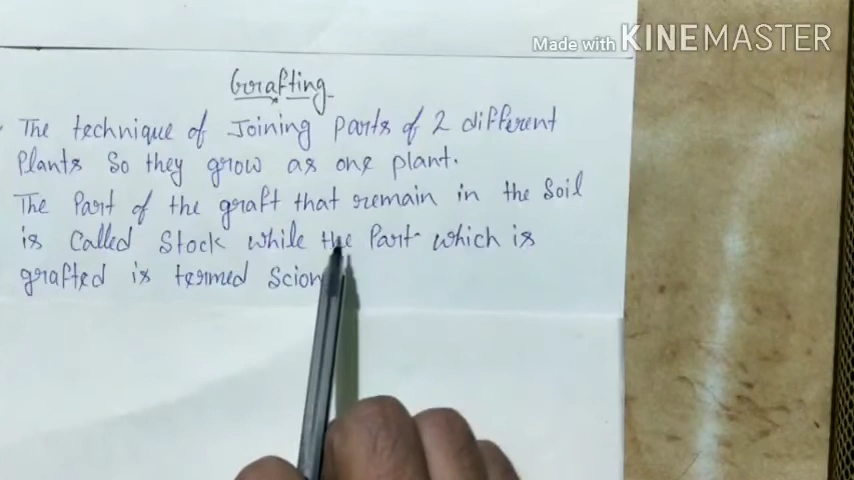 Made with KINEMASTER
Grafting
The technique of Joining parts of 2 different
Plants So they grow as one plant.
The Part of the graft that remain in the Soil
is Called Stock while the Part which is
grafted is termed Scion